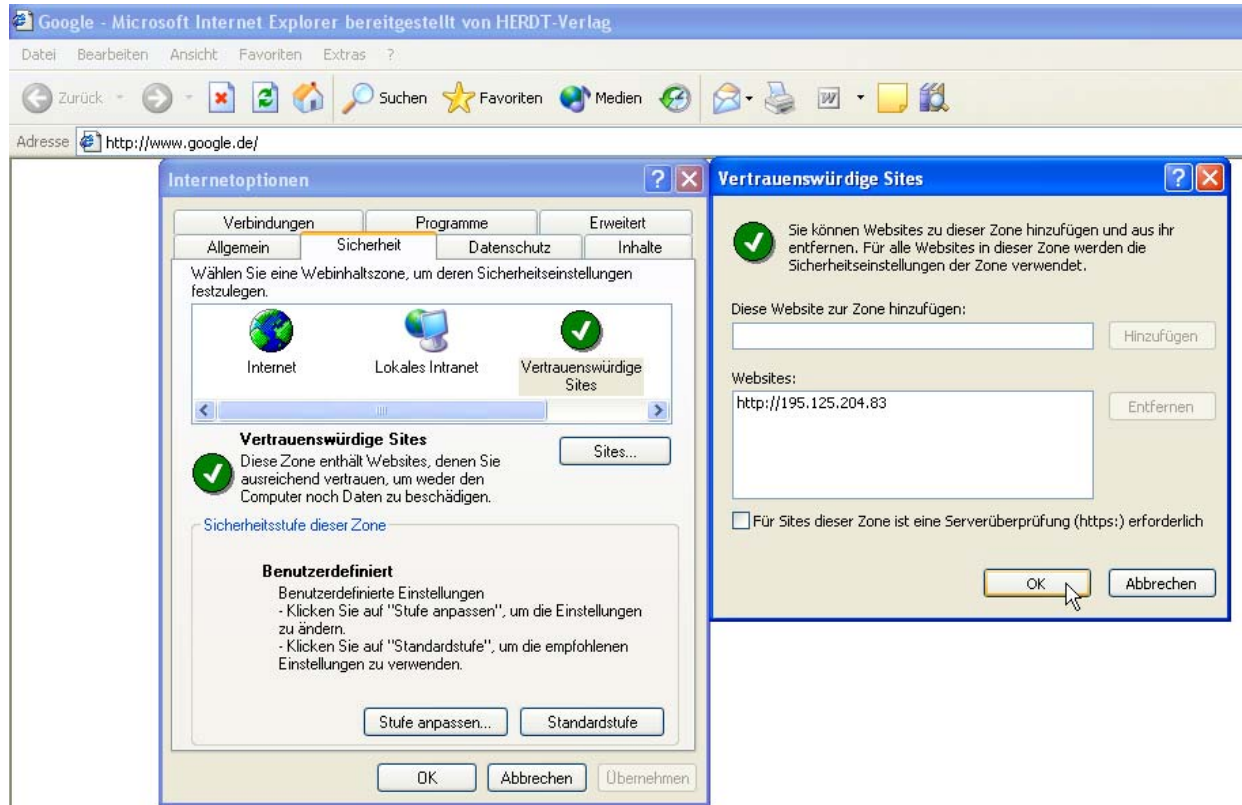 Google - Microsoft Internet Explorer bereitgestellt von HERDT-Verlag
Datei Bearbeiten Ansicht Favoriten Extras ?
Zurück Suchen Favoriten Medien
Adresse http://www.google.de/
Internetoptionen
Verbindungen Programme Erweitert
Allgemein Sicherheit Datenschutz Inhalte
Wählen Sie eine Webinhaltszone, um deren Sicherheitseinstellungen
festzulegen.
Internet Lokales Intranet Vertrauenswürdige
Sites
Vertrauenswürdige Sites
Diese Zone enthält Websites, denen Sie
ausreichend vertrauen, um weder den
Computer noch Daten zu beschädigen.
Sites...
Sicherheitsstufe dieser Zone
Benutzerdefiniert
Benutzerdefinierte Einstellungen
- Klicken Sie auf "Stufe anpassen", um die Einstellungen
zu ändern.
- Klicken Sie auf "Standardstufe", um die empfohlenen
Einstellungen zu verwenden.
Stufe anpassen... Standardstufe
OK Abbrechen Übernehmen
Vertrauenswürdige Sites
Sie können Websites zu dieser Zone hinzufügen und aus ihr
entfernen. Für alle Websites in dieser Zone werden die
Sicherheitseinstellungen der Zone verwendet.
Diese Website zur Zone hinzufügen:
Hinzufügen
Websites:
http://195.125.204.83
Entfernen
Für Sites dieser Zone ist eine Serverüberprüfung (https:) erforderlich
OK Abbrechen